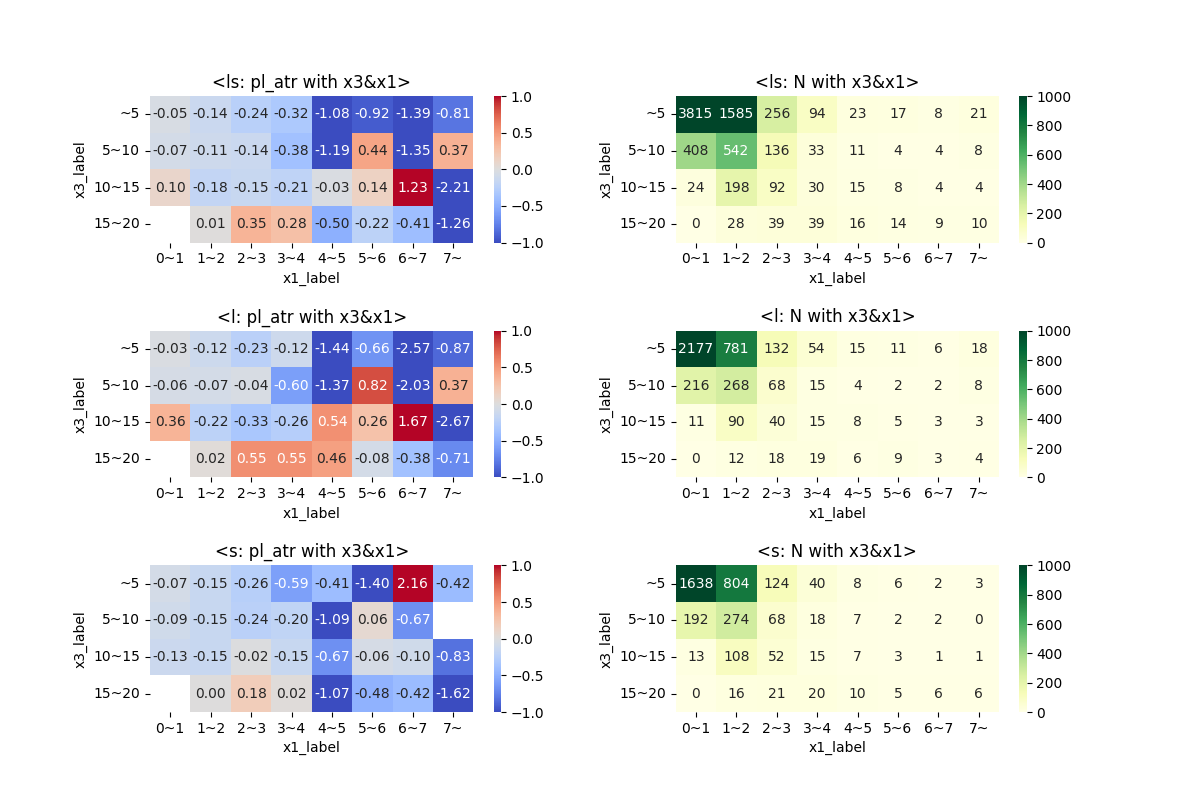 <ls: pl_atr with x3&x1>
x3_label
~5 -0.05 -0.14 -0.24 -0.32 -1.08 -0.92 -1.39 -0.81
5~10 -0.07 -0.11 -0.14 -0.38 -1.19 0.44 -1.35 0.37
10~15 0.10 -0.18 -0.15 -0.21 -0.03 0.14 1.23 -2.21
15~20 0.01 0.35 0.28 -0.50 -0.22 -0.41 -1.26
0~1 1~2 2~3 3~4 4~5 5~6 6~7 7~
x1_label
1.0
0.5
0.0
−0.5
−1.0
<ls: N with x3&x1>
x3_label
~5 3815 1585 256 94 23 17 8 21
5~10 408 542 136 33 11 4 4 8
10~15 24 198 92 30 15 8 4 4
15~20 0 28 39 39 16 14 9 10
0~1 1~2 2~3 3~4 4~5 5~6 6~7 7~
x1_label
1000
800
600
400
200
0
<l: pl_atr with x3&x1>
x3_label
~5 -0.03 -0.12 -0.23 -0.12 -1.44 -0.66 -2.57 -0.87
5~10 -0.06 -0.07 -0.04 -0.60 -1.37 0.82 -2.03 0.37
10~15 0.36 -0.22 -0.33 -0.26 0.54 0.26 1.67 -2.67
15~20 0.02 0.55 0.55 0.46 -0.08 -0.38 -0.71
0~1 1~2 2~3 3~4 4~5 5~6 6~7 7~
x1_label
1.0
0.5
0.0
−0.5
−1.0
<l: N with x3&x1>
x3_label
~5 2177 781 132 54 15 11 6 18
5~10 216 268 68 15 4 2 2 8
10~15 11 90 40 15 8 5 3 3
15~20 0 12 18 19 6 9 3 4
0~1 1~2 2~3 3~4 4~5 5~6 6~7 7~
x1_label
1000
800
600
400
200
0
<s: pl_atr with x3&x1>
x3_label
~5 -0.07 -0.15 -0.26 -0.59 -0.41 -1.40 2.16 -0.42
5~10 -0.09 -0.15 -0.24 -0.20 -1.09 0.06 -0.67
10~15 -0.13 -0.15 -0.02 -0.15 -0.67 -0.06 -0.10 -0.83
15~20 0.00 0.18 0.02 -1.07 -0.48 -0.42 -1.62
0~1 1~2 2~3 3~4 4~5 5~6 6~7 7~
x1_label
1.0
0.5
0.0
−0.5
−1.0
<s: N with x3&x1>
x3_label
~5 1638 804 124 40 8 6 2 3
5~10 192 274 68 18 7 2 2 0
10~15 13 108 52 15 7 3 1 1
15~20 0 16 21 20 10 5 6 6
0~1 1~2 2~3 3~4 4~5 5~6 6~7 7~
x1_label
1000
800
600
400
200
0